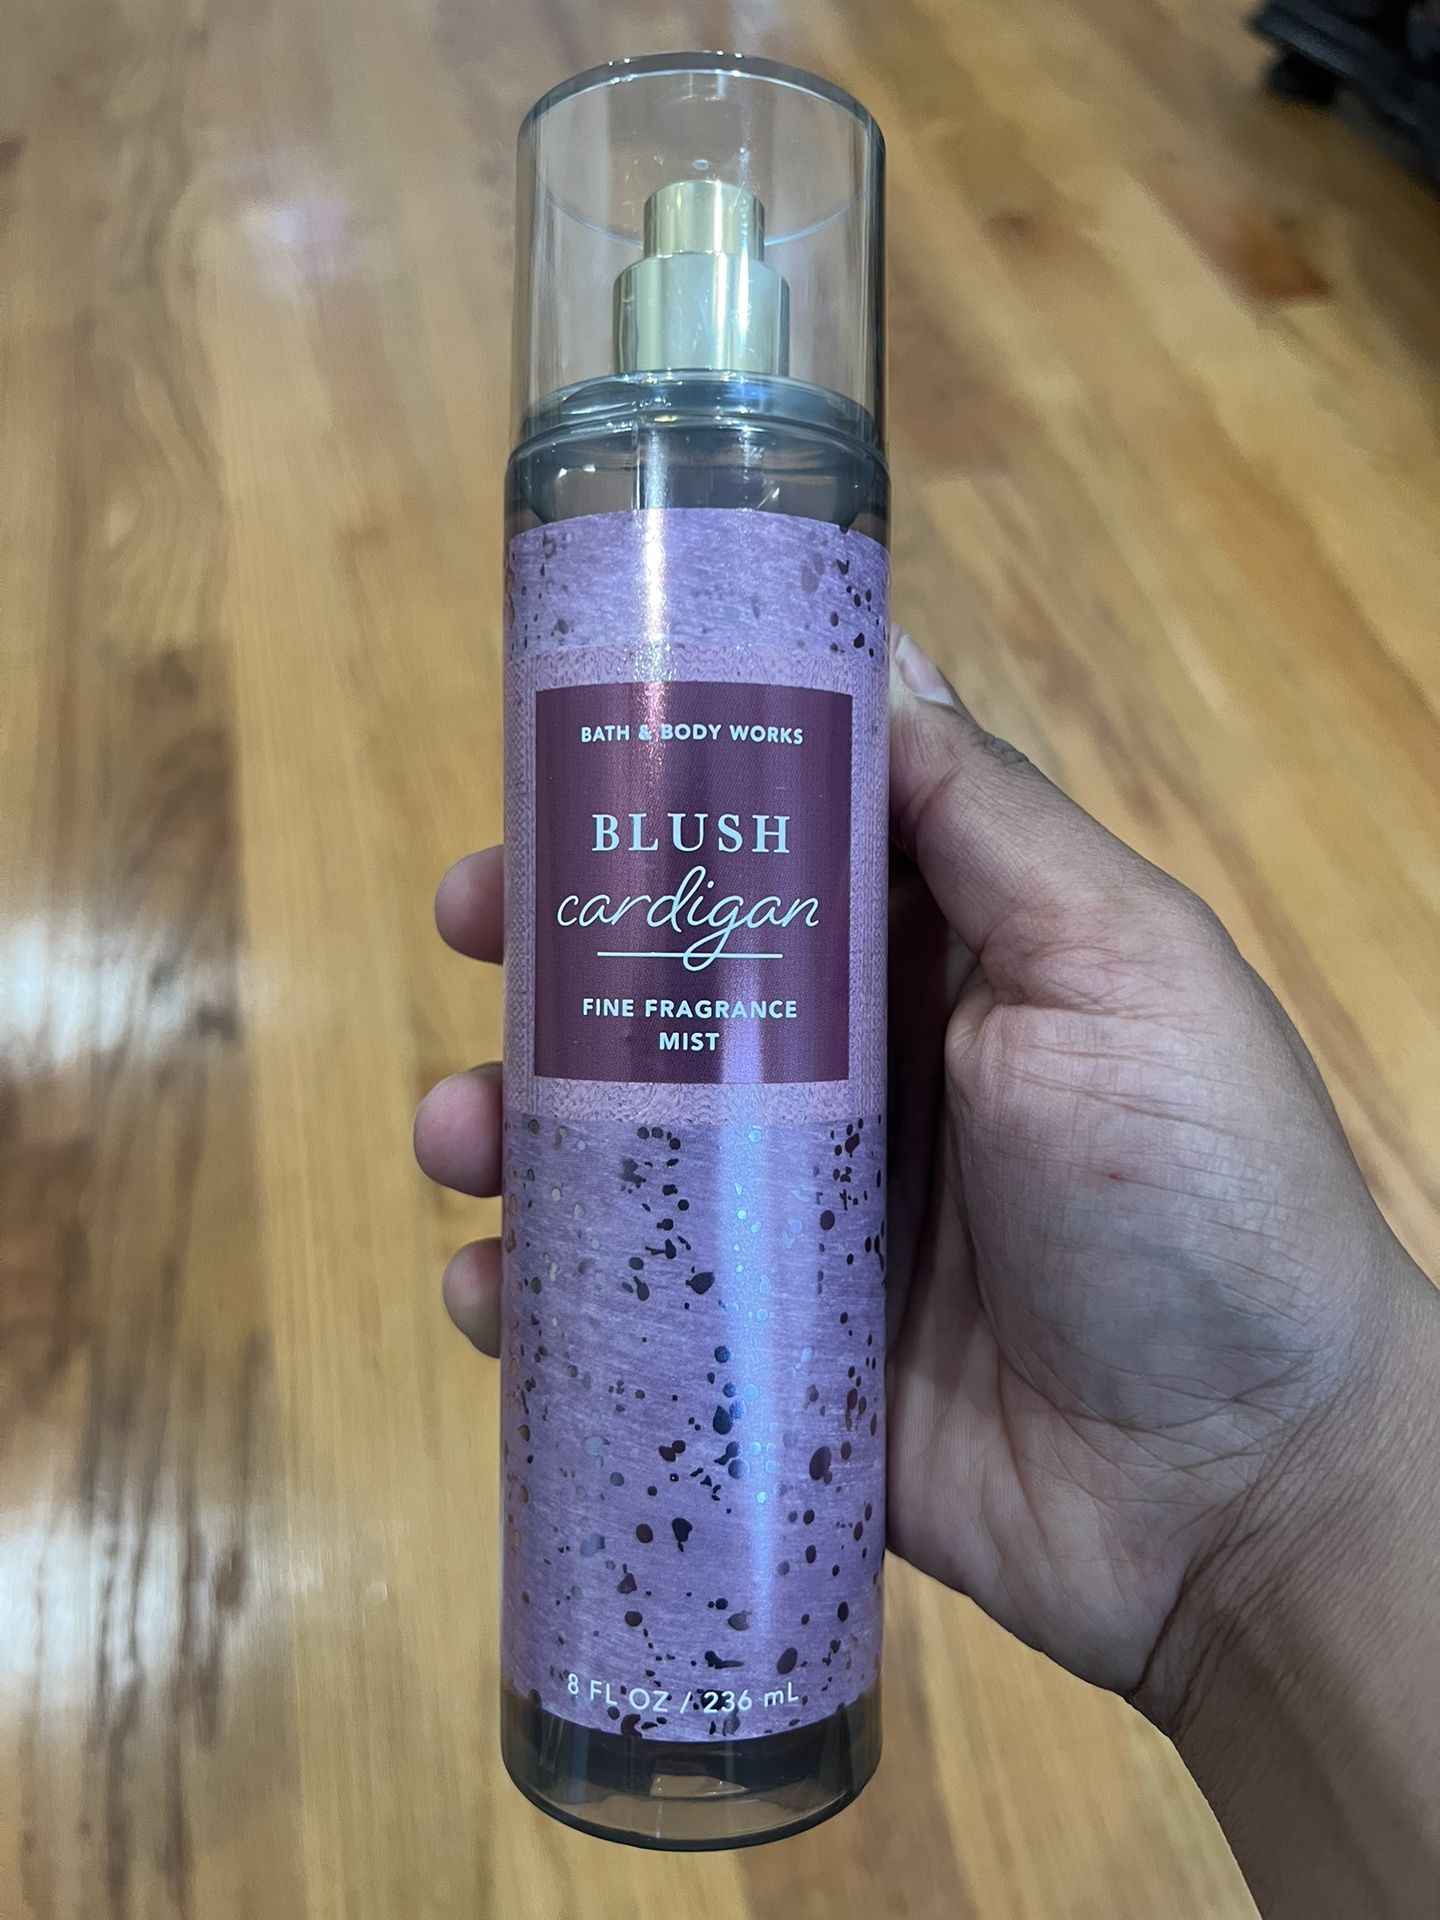 BATH & BODY WORKS
BLUSH
cardigan
FINE FRAGRANCE
MIST
8 FL OZ / 236 mL